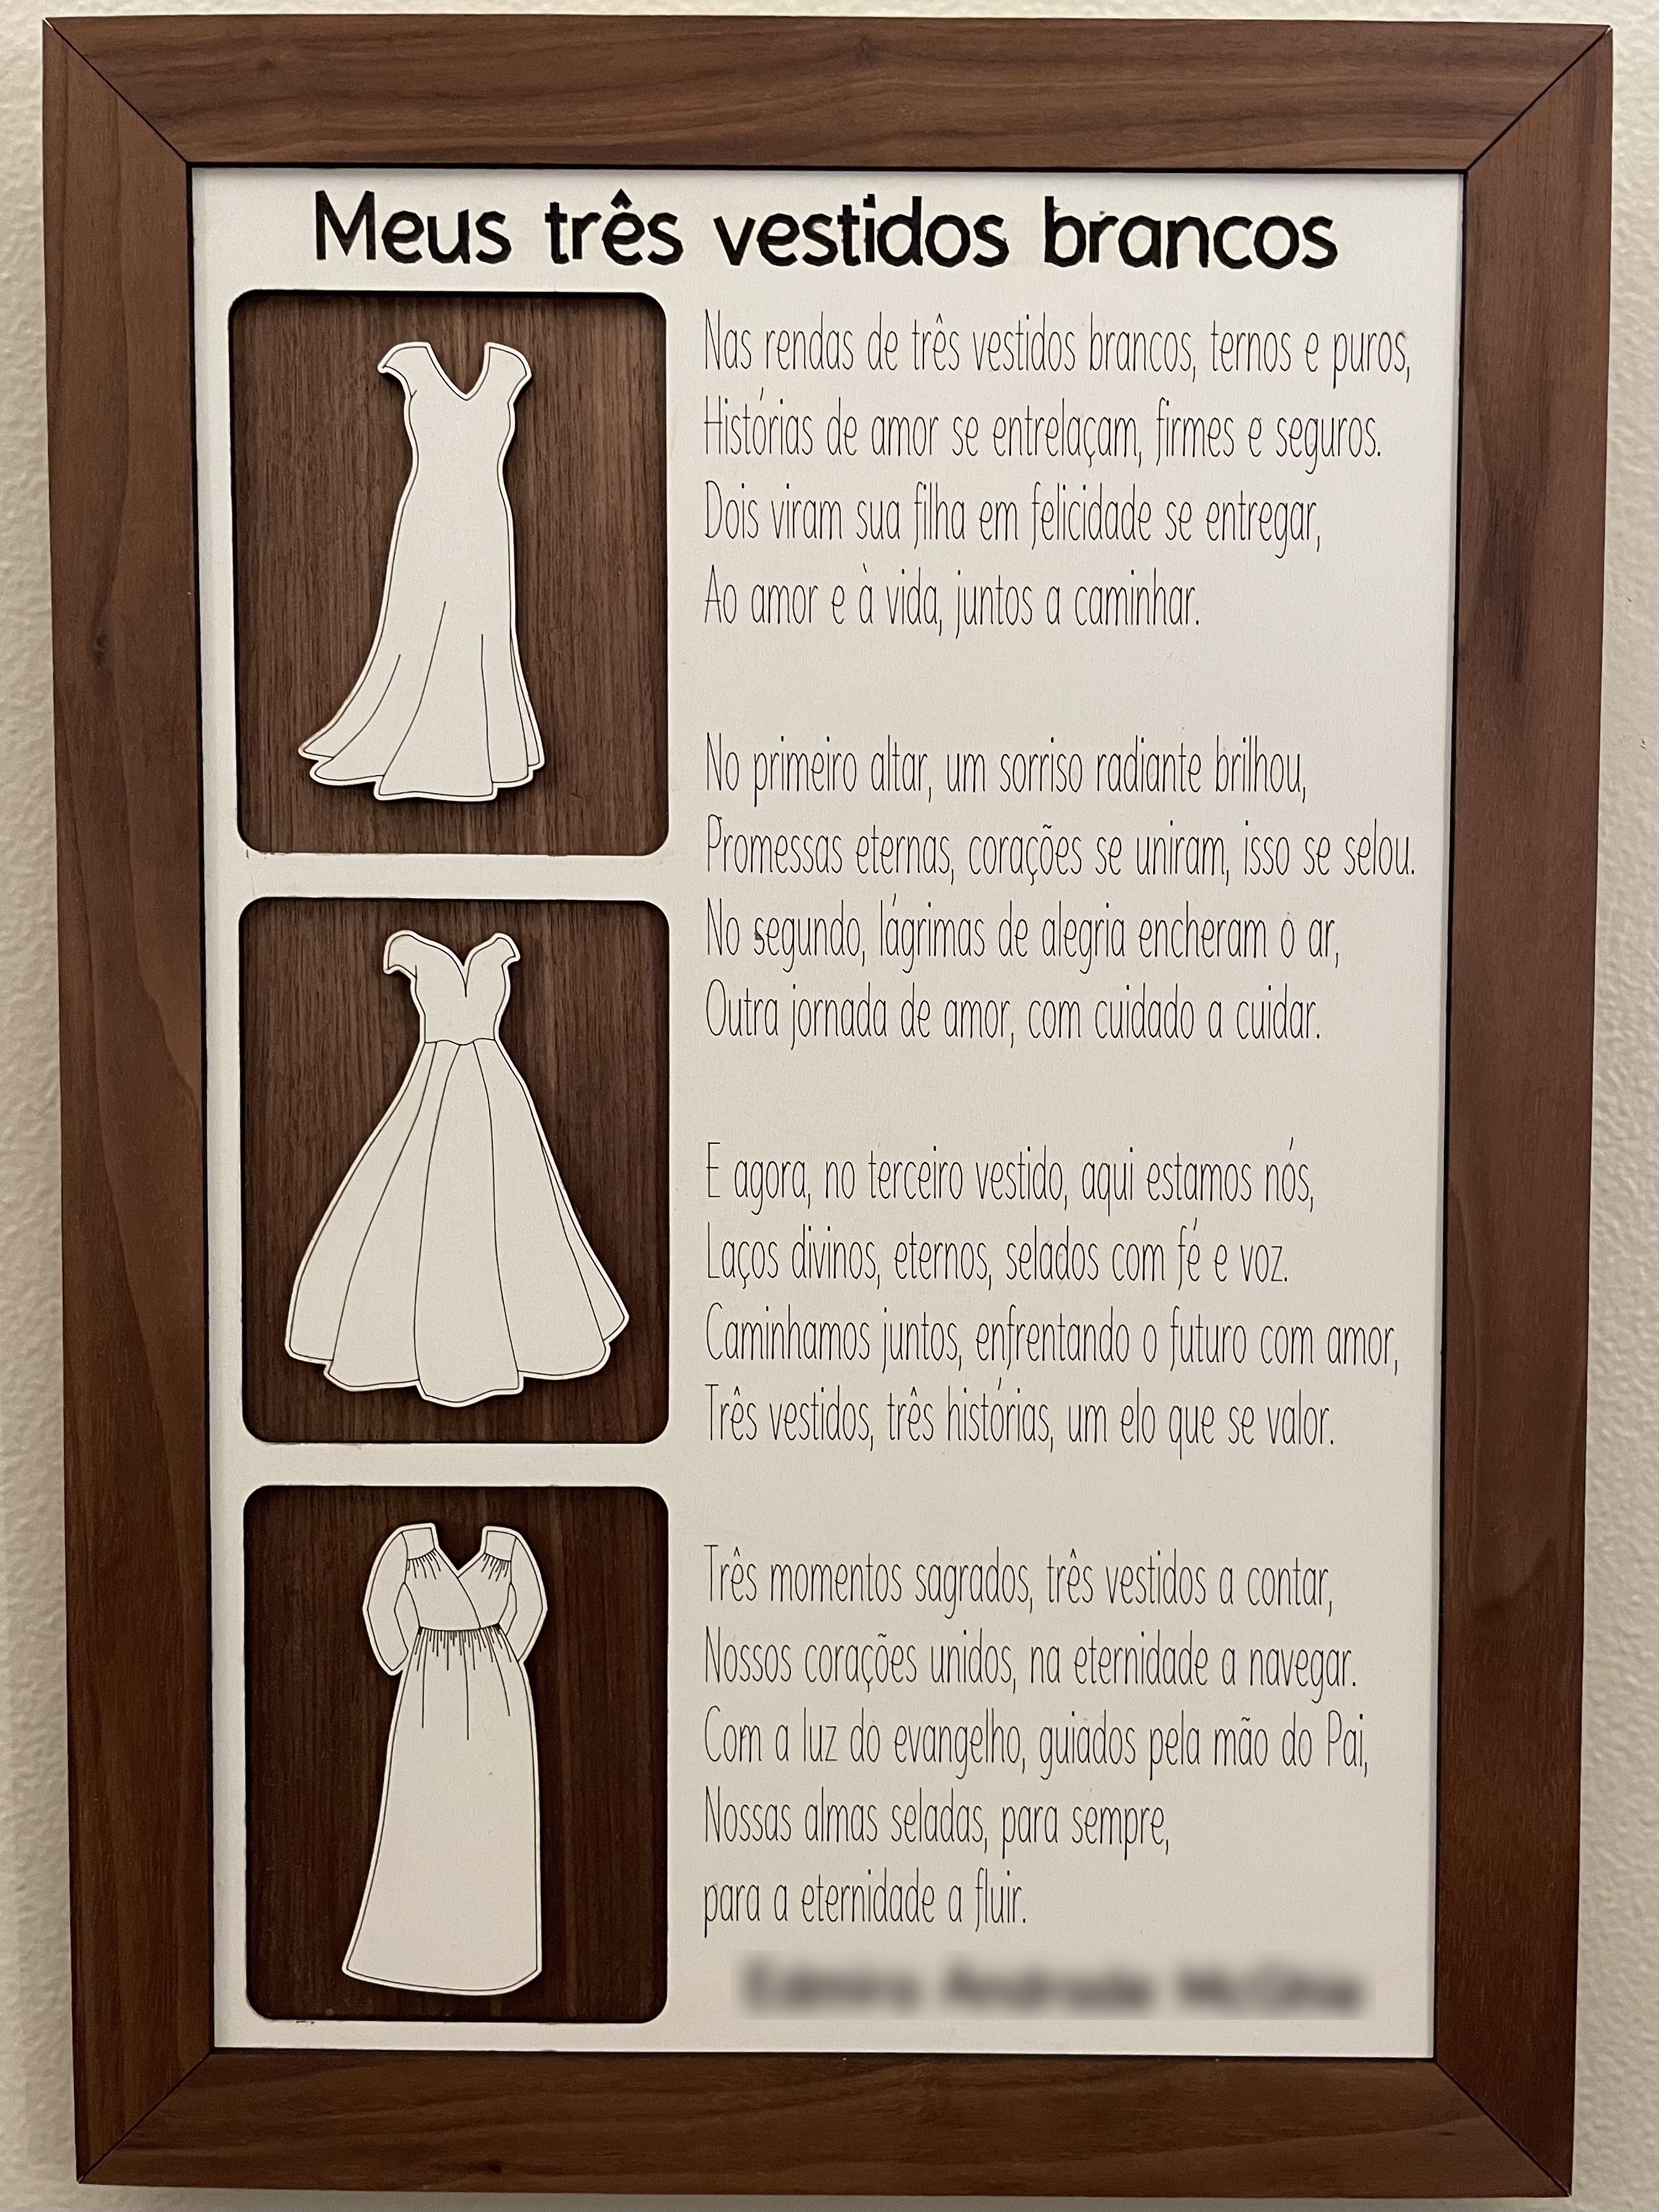 Meus três vestidos brancos
Nas rendas de três vestidos brancos, ternos e puros,
Histórias de amor se entrelaçam, firmes e seguros.
Dois viram sua filha em felicidade se entregar,
Ao amor e à vida, juntos a caminhar.
No primeiro altar, um sorriso radiante brilhou,
Promessas eternas, corações se uniram, isso se selou.
No segundo, lágrimas de alegria encheram o ar,
Outra jornada de amor, com cuidado a cuidar.
E agora, no terceiro vestido, aqui estamos nós,
Laços divinos, eternos, selados com fé e voz.
Caminhamos juntos, enfrentando o futuro com amor,
Três vestidos, três histórias, um elo que se valor.
Três momentos sagrados, três vestidos a contar,
Nossos corações unidos, na eternidade a navegar.
Com a luz do evangelho, guiados pela mão do Pai,
Nossas almas seladas, para sempre,
para a eternidade a fluir.